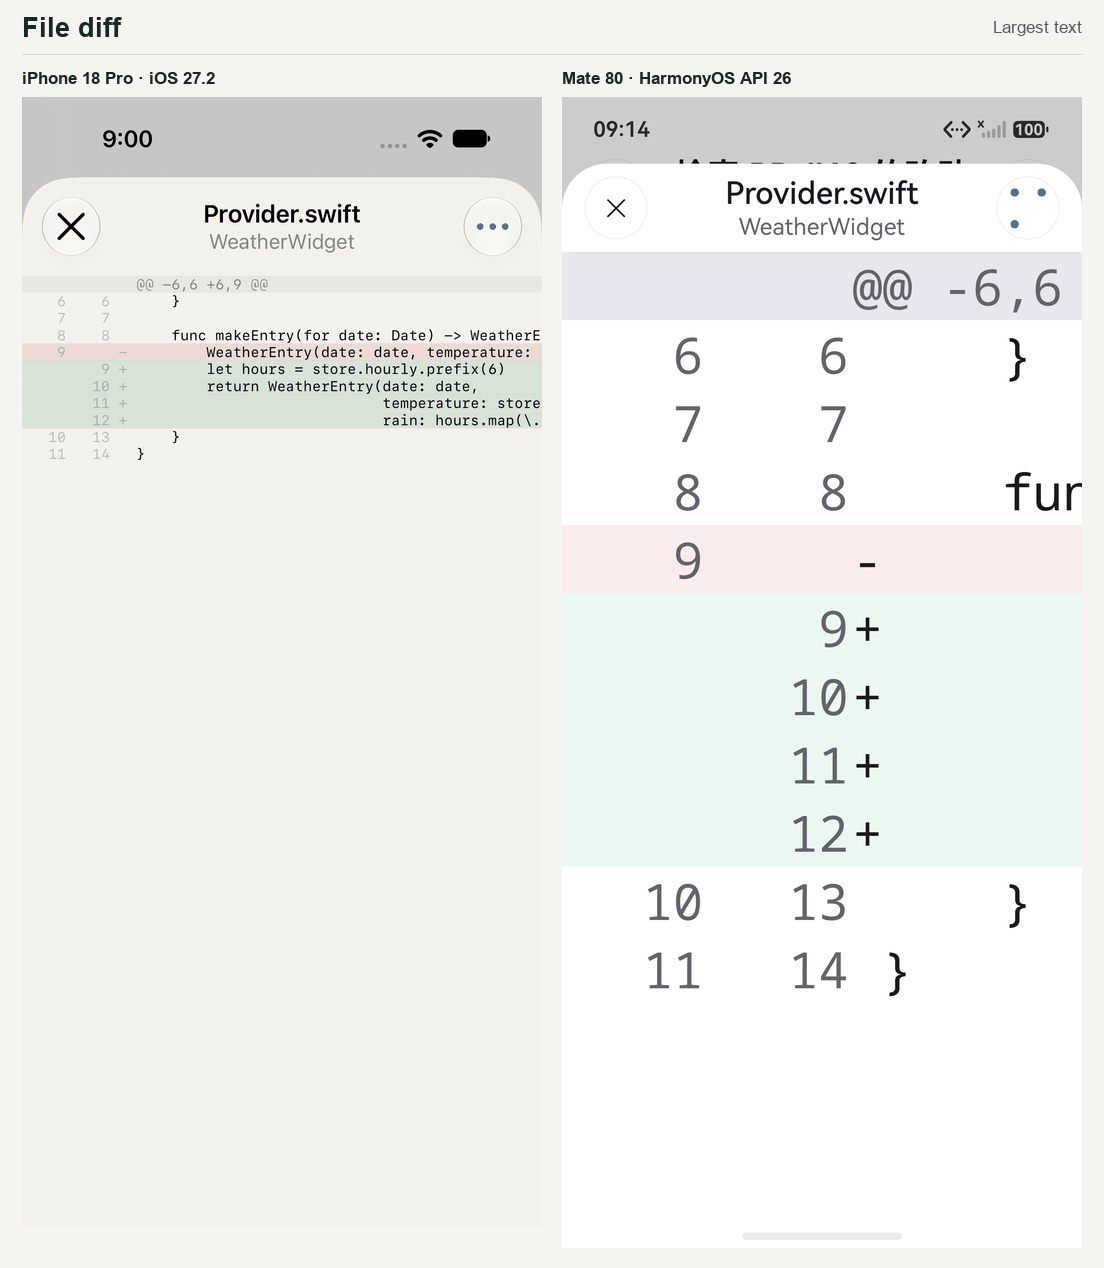 File diff
Largest text
iPhone 18 Pro · iOS 27.2
9:00
Provider.swift
WeatherWidget
@@ -6,6 +6,9 @@
6 6     }
7 7
8 8     func makeEntry(for date: Date) -> WeatherE
9 -         WeatherEntry(date: date, temperature:
9 +         let hours = store.hourly.prefix(6)
10 +         return WeatherEntry(date: date,
11 +                             temperature: store
12 +                             rain: hours.map(\.
10 13     }
11 14 }
Mate 80 · HarmonyOS API 26
09:14
100
Provider.swift
WeatherWidget
@@ -6,6
6 6     }
7 7
8 8     fun
9 -
9+
10+
11+
12+
10 13     }
11 14 }